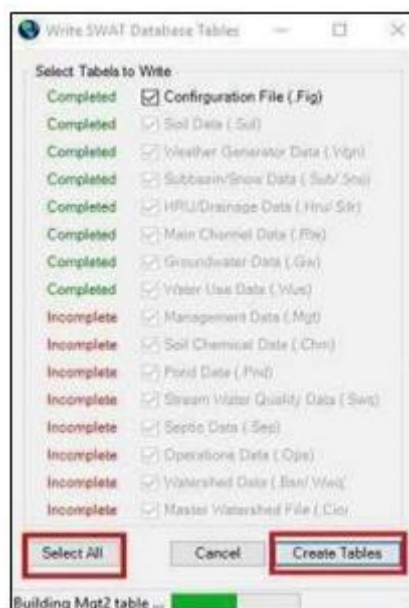 Write SWAT Database Tables
Select Tabels to Write
Completed Confirguration File (.Fig)
Completed Soil Data (.Sol)
Completed Weather Generator Data (.Wgn)
Completed Subbasin/Snow Data (.Sub/.Sno)
Completed HRU/Drainage Data (.Hru/.Sdr)
Completed Main Channel Data (.Rte)
Completed Groundwater Data (.Gw)
Completed Water Use Data (.Wus)
Incomplete Management Data (.Mgt)
Incomplete Soil Chemical Data (.Chm)
Incomplete Pond Data (.Pnd)
Incomplete Stream Water Quality Data (.Swq)
Incomplete Septic Data (.Sep)
Incomplete Operations Data (.Ops)
Incomplete Watershed Data (.Bsn/.Wwq)
Incomplete Master Watershed File (.Cio)
Select All Cancel Create Tables
Building Mgt2 table ...